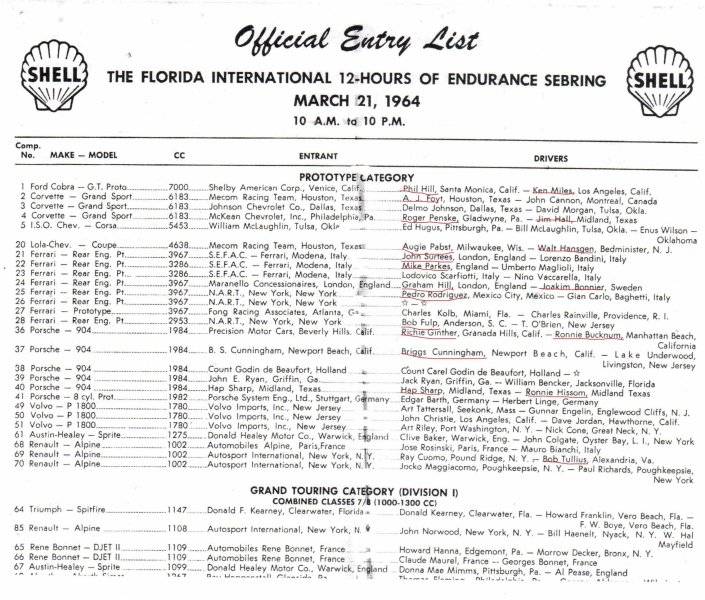 Official Entry List
SHELL
SHELL
THE FLORIDA INTERNATIONAL 12-HOURS OF ENDURANCE SEBRING
MARCH 21, 1964
10 A.M. to 10 P.M.
Comp.
No. MAKE — MODEL CC ENTRANT DRIVERS
PROTOTYPE CATEGORY
1 Ford Cobra — G.T. Proto. 7000 Shelby American Corp., Venice, Calif. Phil Hill, Santa Monica, Calif. — Ken Miles, Los Angeles, Calif.
2 Corvette — Grand Sport 6183 Mecom Racing Team, Houston, Texas A. J. Foyt, Houston, Texas — John Cannon, Montreal, Canada
3 Corvette — Grand Sport 6183 Johnson Chevrolet Co., Dallas, Texas Delmo Johnson, Dallas, Texas — David Morgan, Tulsa, Okla.
4 Corvette — Grand Sport 6183 McKean Chevrolet, Inc., Philadelphia, Pa. Roger Penske, Gladwyne, Pa. — Jim Hall, Midland, Texas
5 I.S.O. Chev. — Corsa 5453 William McLaughlin, Tulsa, Okla Ed Hugus, Pittsburgh, Pa. — Bill McLaughlin, Tulsa, Okla. — Enus Wilson —
Oklahoma
20 Lola-Chev. — Coupe 4638 Mecom Racing Team, Houston, Texas Augie Pabst, Milwaukee, Wis. — Walt Hansgen, Bedminister, N. J.
21 Ferrari — Rear Eng. Pt. 3967 S.E.F.A.C. — Ferrari, Modena, Italy John Surtees, London, England — Lorenzo Bandini, Italy
22 Ferrari — Rear Eng. Pt. 3286 S.E.F.A.C. — Ferrari, Modena, Italy Mike Parkes, England — Umberto Maglioli, Italy
23 Ferrari — Rear Eng. Pt. 3286 S.E.F.A.C. — Ferrari, Modena, Italy Lodovico Scarfiotti, Italy — Nino Vaccarella, Italy
24 Ferrari — Rear Eng. Pt. 3967 Maranello Concessionaires, London, England Graham Hill, London, England — Joakim Bonnier, Sweden
25 Ferrari — Rear Eng. Pt. 3967 N.A.R.T., New York, New York Pedro Rodriguez, Mexico City, Mexico — Gian Carlo, Baghetti, Italy
26 Ferrari — Rear Eng. Pt. 3967 N.A.R.T., New York, New York ☆ — ☆
27 Ferrari — Prototype 3967 Fong Racing Associates, Atlanta, Ga. Charles Kolb, Miami, Fla. — Charles Rainville, Providence, R. I.
28 Ferrari — Rear Eng. Pt. 2953 N.A.R.T., New York, New York Bob Fulp, Anderson, S. C. — T. O'Brien, New Jersey
36 Porsche — 904 1984 Precision Motor Cars, Beverly Hills, Calif. Richie Ginther, Granada Hills, Calif. — Ronnie Bucknum, Manhattan Beach,
California
37 Porsche — 904 1984 B. S. Cunningham, Newport Beach, Calif. Briggs Cunningham, Newport Beach, Calif. — Lake Underwood,
Livingston, New Jersey
38 Porsche — 904 1984 Count Godin de Beaufort, Holland Count Carel Godin de Beaufort, Holland — ☆
39 Porsche — 904 1984 John E. Ryan, Griffin, Ga. Jack Ryan, Griffin, Ga. — William Bencker, Jacksonville, Florida
40 Porsche — 904 1984 Hap Sharp, Midland, Texas Hap Sharp, Midland, Texas — Ronnie Hissom, Midland Texas
41 Porsche — 8 cyl. Prot. 1982 Porsche System Eng., Ltd., Stuttgart, Germany Edgar Barth, Germany — Herbert Linge, Germany
49 Volvo — P 1800 1780 Volvo Imports, Inc., New Jersey Art Tattersall, Seekonk, Mass — Gunnar Engelin, Englewood Cliffs, N. J.
50 Volvo — P 1800 1780 Volvo Imports, Inc., New Jersey John Christie, Los Angeles, Calif. — Dave Jordan, Hawthorne, Calif.
51 Volvo — P 1800 1780 Volvo Imports, Inc., New Jersey Art Riley, Port Washington, N. Y. — Nick Cone, Great Neck, N. Y.
61 Austin-Healey — Sprite 1275 Donald Healey Motor Co., Warwick, England Clive Baker, Warwick, Eng. — John Colgate, Oyster Bay, L. I., New York
68 Renault — Alpine 1002 Automobiles Alpine, Paris,France Jose Rosinski, Paris, France — Mauro Bianchi, Italy
69 Renault — Alpine 1002 Autosport International, New York, N. Y. Ray Cuomo, Pound Ridge, N. Y. — Bob Tullius, Alexandria, Va.
70 Renault — Alpine 1002 Autosport International, New York, N. Y. Jocko Maggiacomo, Poughkeepsie, N. Y. — Paul Richards, Poughkeepsie,
New York
GRAND TOURING CATEGORY (DIVISION I)
COMBINED CLASSES 7/8 (1000-1300 CC)
64 Triumph — Spitfire 1147 Donald F. Kearney, Clearwater, Florida Donald Kearney, Clearwater, Fla. — Howard Franklin, Vero Beach, Fla. —
F. W. Boye, Vero Beach, Fla.
85 Renault — Alpine 1108 Autosport International, New York, N. John Norwood, New York, N. Y. — Bill Haenelt, Nyack, N. Y. W. Hal
Mayfield
65 Rene Bonnet — DJET II 1109 Automobiles Rene Bonnet, France Howard Hanna, Edgemont, Pa. — Morrow Decker, Bronx, N. Y.
66 Rene Bonnet — DJET II 1109 Automobiles Rene Bonnet, France Claude Maurel, France — Georges Bonnet, France
67 Austin-Healey — Sprite 1099 Donald Healey Motor Co., Warwick, England Donna Mae Mimms, Pittsburgh, Pa. — Al Pease, England